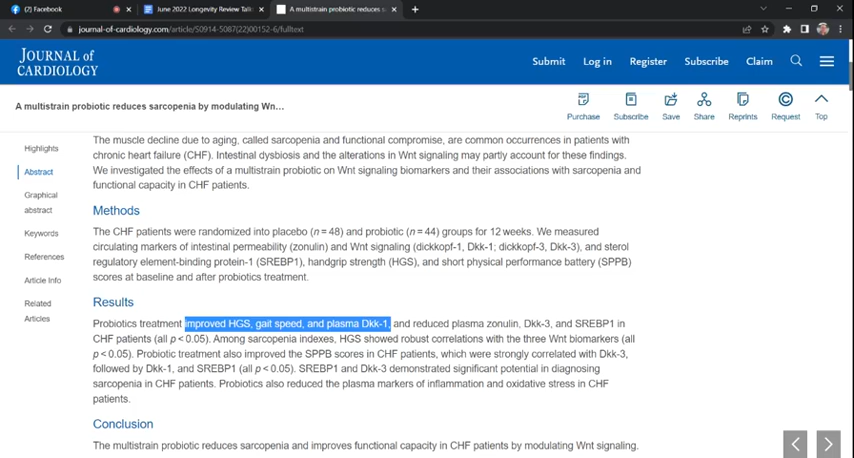 (2) Facebook
June 2022 Longevity Review Talk
A multistrain probiotic reduces s
journal-of-cardiology.com/article/S0914-5087(22)00152-6/fulltext
JOURNAL of
CARDIOLOGY
Submit Log in Register Subscribe Claim
A multistrain probiotic reduces sarcopenia by modulating Wn...
Purchase Subscribe Save Share Reprints Request Top
Highlights
Abstract
Graphical
abstract
Keywords
References
Article Info
Related
Articles
The muscle decline due to aging, called sarcopenia and functional compromise, are common occurrences in patients with
chronic heart failure (CHF). Intestinal dysbiosis and the alterations in Wnt signaling may partly account for these findings.
We investigated the effects of a multistrain probiotic on Wnt signaling biomarkers and their associations with sarcopenia and
functional capacity in CHF patients.
Methods
The CHF patients were randomized into placebo (n = 48) and probiotic (n = 44) groups for 12 weeks. We measured
circulating markers of intestinal permeability (zonulin) and Wnt signaling (dickkopf-1, Dkk-1; dickkopf-3, Dkk-3), and sterol
regulatory element-binding protein-1 (SREBP1), handgrip strength (HGS), and short physical performance battery (SPPB)
scores at baseline and after probiotics treatment.
Results
Probiotics treatment improved HGS, gait speed, and plasma Dkk-1, and reduced plasma zonulin, Dkk-3, and SREBP1 in
CHF patients (all p < 0.05). Among sarcopenia indexes, HGS showed robust correlations with the three Wnt biomarkers (all
p < 0.05). Probiotic treatment also improved the SPPB scores in CHF patients, which were strongly correlated with Dkk-3,
followed by Dkk-1, and SREBP1 (all p < 0.05). SREBP1 and Dkk-3 demonstrated significant potential in diagnosing
sarcopenia in CHF patients. Probiotics also reduced the plasma markers of inflammation and oxidative stress in CHF
patients.
Conclusion
The multistrain probiotic reduces sarcopenia and improves functional capacity in CHF patients by modulating Wnt signaling.